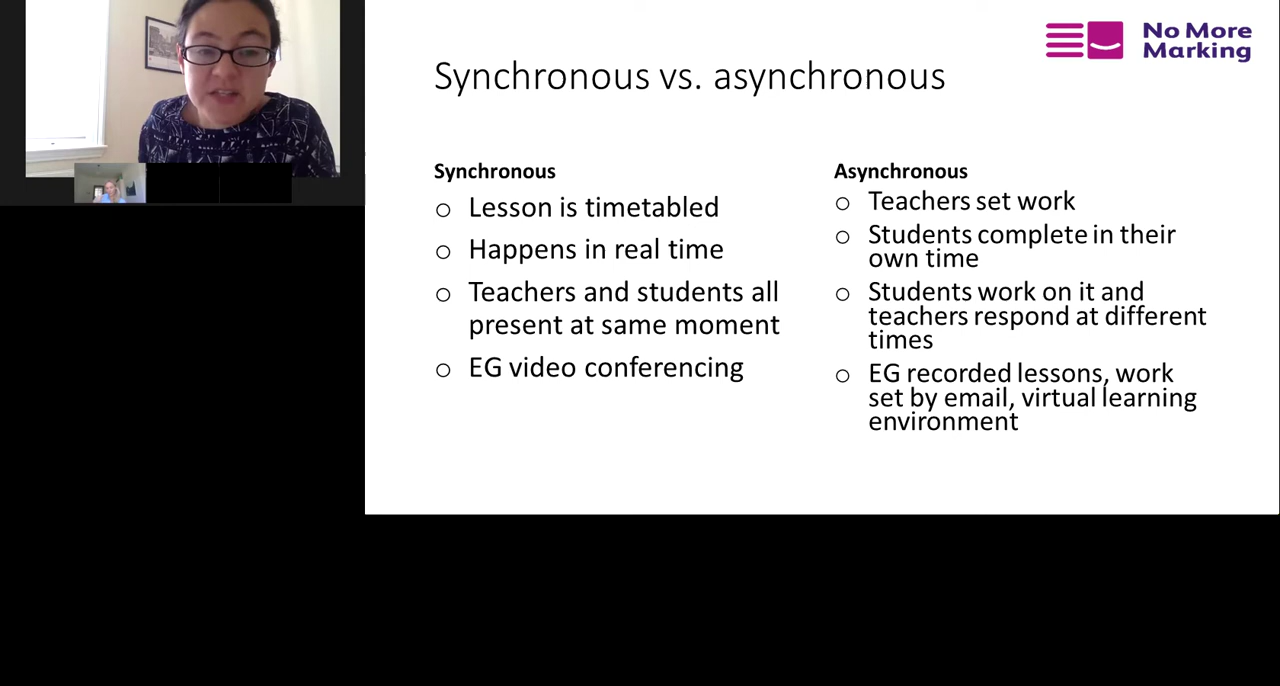 No More
Marking
Synchronous vs. asynchronous
Synchronous
○ Lesson is timetabled
○ Happens in real time
○ Teachers and students all
present at same moment
○ EG video conferencing
Asynchronous
○ Teachers set work
○ Students complete in their
own time
○ Students work on it and
teachers respond at different
times
○ EG recorded lessons, work
set by email, virtual learning
environment